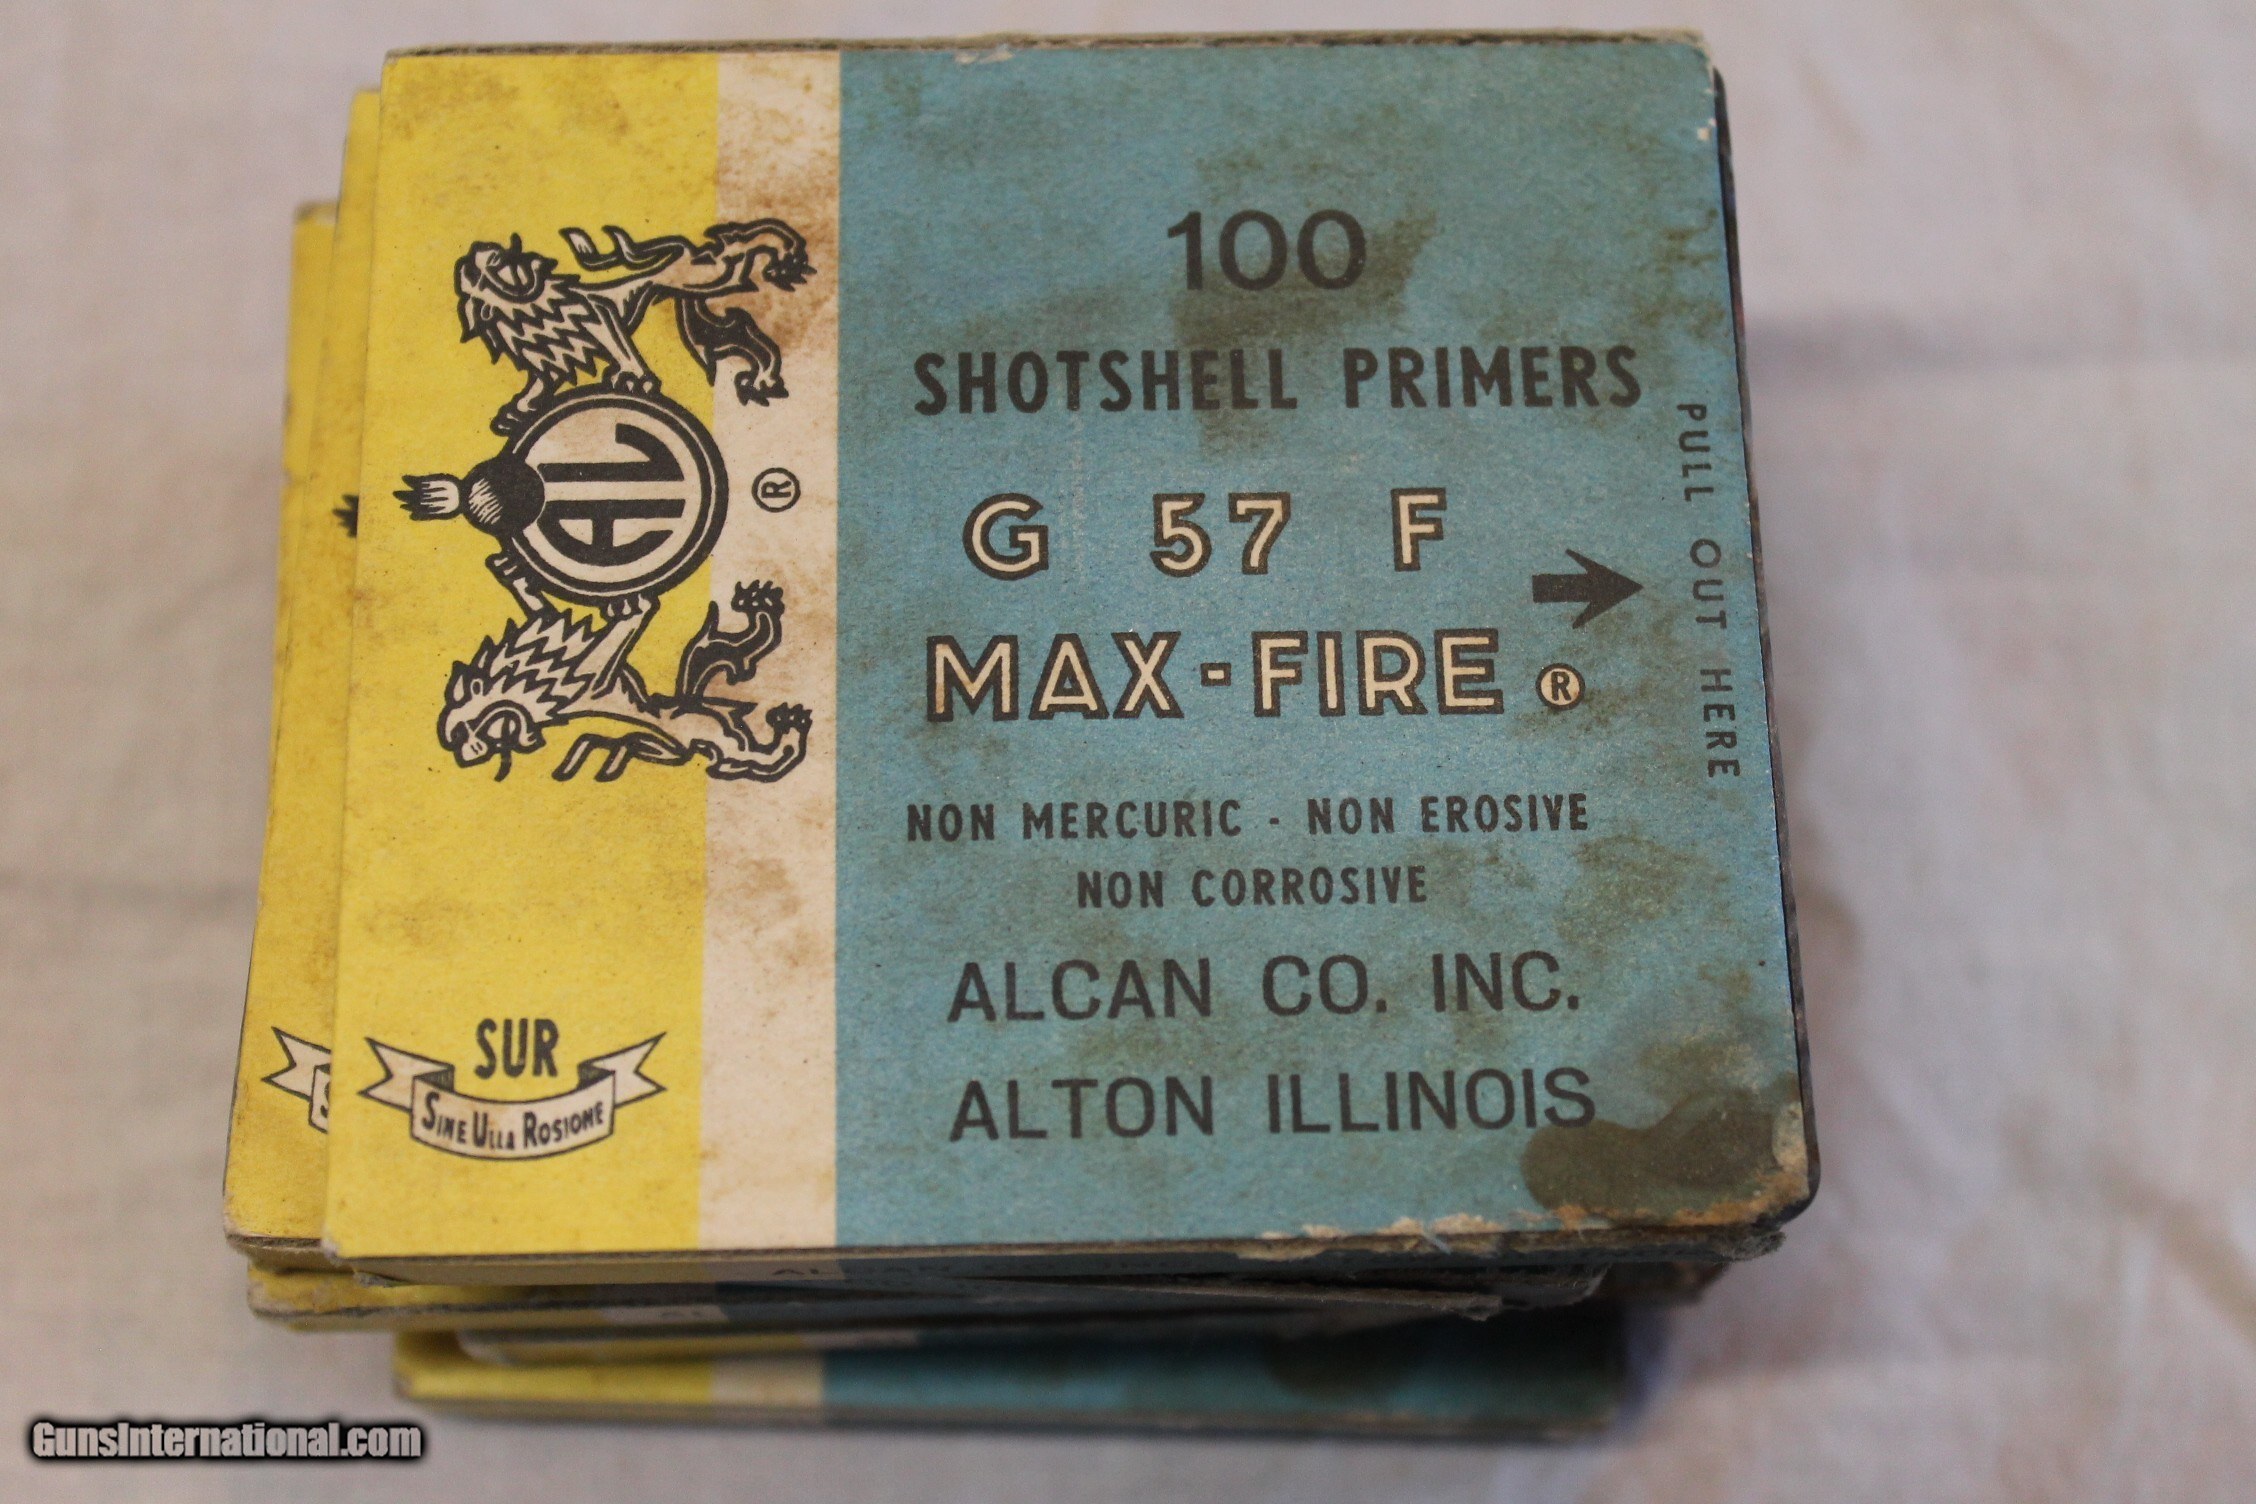 100
SHOTSHELL PRIMERS
G 57 F
MAX-FIRE ®
NON MERCURIC - NON EROSIVE
NON CORROSIVE
ALCAN CO. INC.
ALTON ILLINOIS
PULL OUT HERE
AL
®
SUR
SINE ULLA ROSIONE
GunsInternational.com